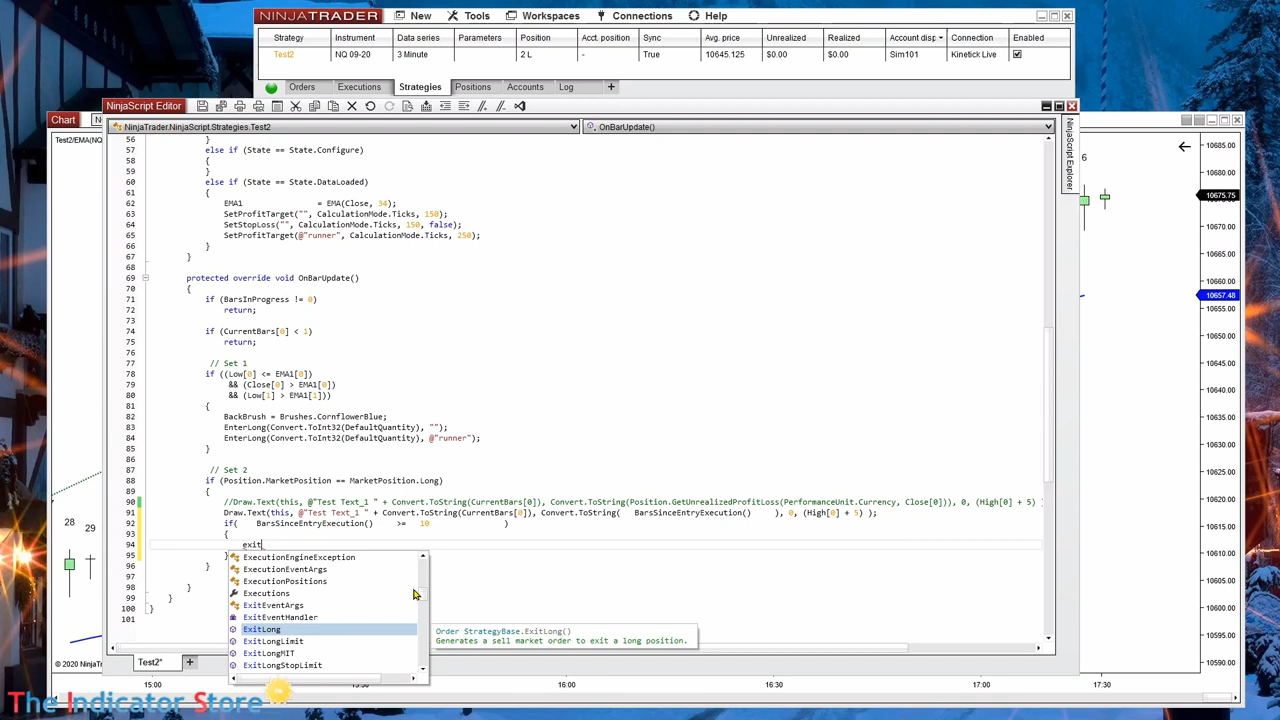 NINJATRADER New Tools Workspaces Connections Help
Strategy Instrument Data series Parameters Position Acct. position Sync Avg. price Unrealized Realized Account disp Connection Enabled
Test2 NQ 09-20 3 Minute 2 L - True 10645.125 $0.00 $0.00 Sim101 Kinetick Live
Orders Executions Strategies Positions Accounts Log +
NinjaScript Editor
Chart
NinjaTrader.NinjaScript.Strategies.Test2 OnBarUpdate()
NinjaScript Explorer
Test2/EMA(NQ
56 }
57 else if (State == State.Configure)
58 {
59 }
60 else if (State == State.DataLoaded)
61 {
62 EMA1 = EMA(Close, 34);
63 SetProfitTarget("", CalculationMode.Ticks, 150);
64 SetStopLoss("", CalculationMode.Ticks, 150, false);
65 SetProfitTarget(@"runner", CalculationMode.Ticks, 250);
66 }
67 }
68
69 protected override void OnBarUpdate()
70 {
71 if (BarsInProgress != 0)
72 return;
73
74 if (CurrentBars[0] < 1)
75 return;
76
77 // Set 1
78 if ((Low[0] <= EMA1[0])
79 && (Close[0] > EMA1[0])
80 && (Low[1] > EMA1[1]))
81 {
82 BackBrush = Brushes.CornflowerBlue;
83 EnterLong(Convert.ToInt32(DefaultQuantity), "");
84 EnterLong(Convert.ToInt32(DefaultQuantity), @"runner");
85 }
86
87 // Set 2
88 if (Position.MarketPosition == MarketPosition.Long)
89 {
90 //Draw.Text(this, @"Test Text_1 " + Convert.ToString(CurrentBars[0]), Convert.ToString(Position.GetUnrealizedProfitLoss(PerformanceUnit.Currency, Close[0])), 0, (High[0] + 5) )
91 Draw.Text(this, @"Test Text_1 " + Convert.ToString(CurrentBars[0]), Convert.ToString( BarsSinceEntryExecution() ), 0, (High[0] + 5) );
92 if( BarsSinceEntryExecution() >= 10 )
93 {
94 exit
95 }
96 }
97
98 }
99 }
100 }
101
ExecutionEngineException
ExecutionEventArgs
ExecutionPositions
Executions
ExitEventArgs
ExitEventHandler
ExitLong
ExitLongLimit
ExitLongMIT
ExitLongStopLimit
Order StrategyBase.ExitLong()
Generates a sell market order to exit a long position.
28 29
6
10685.00
10680.00
10675.75
10670.00
10665.00
10660.00
10657.48
10655.00
10650.00
10645.00
10640.00
10635.00
10630.00
10625.00
10620.00
10615.00
10610.00
10605.00
10600.00
10595.00
10590.00
© 2020 NinjaTrader,
Test2* +
15:00 15:30 16:00 16:30 17:00 17:30
The Indicator Store